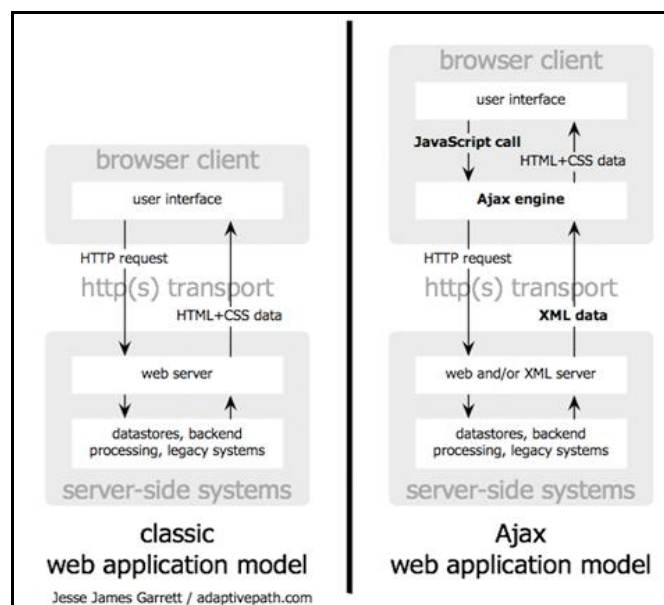 browser client
user interface
HTTP request
http(s) transport
HTML+CSS data
web server
datastores, backend
processing, legacy systems
server-side systems
classic
web application model
Jesse James Garrett / adaptivepath.com
browser client
user interface
JavaScript call
HTML+CSS data
Ajax engine
HTTP request
http(s) transport
XML data
web and/or XML server
datastores, backend
processing, legacy systems
server-side systems
Ajax
web application model